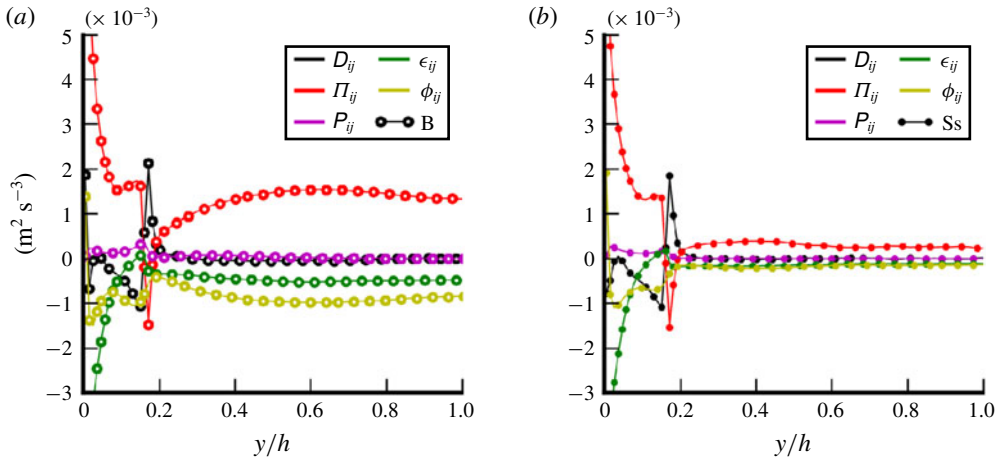 (a) (× 10⁻³) (b) (× 10⁻³)
5 5
D_ij ϵ_ij D_ij ϵ_ij
4 Π_ij ϕ_ij 4 Π_ij ϕ_ij
P_ij B P_ij Ss
3 3
2 2
(m² s⁻³)
1 1
0 0
−1 −1
−2 −2
−3 −3
0 0.2 0.4 0.6 0.8 1.0 0 0.2 0.4 0.6 0.8 1.0
y/h y/h